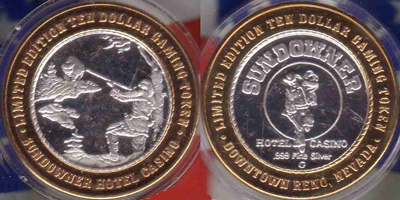 LIMITED EDITION TEN DOLLAR GAMING TOKEN
SUNDOWNER HOTEL CASINO
LIMITED EDITION TEN DOLLAR GAMING TOKEN
SUNDOWNER
HOTEL CASINO
.999 Fine Silver
G
DOWNTOWN RENO, NEVADA